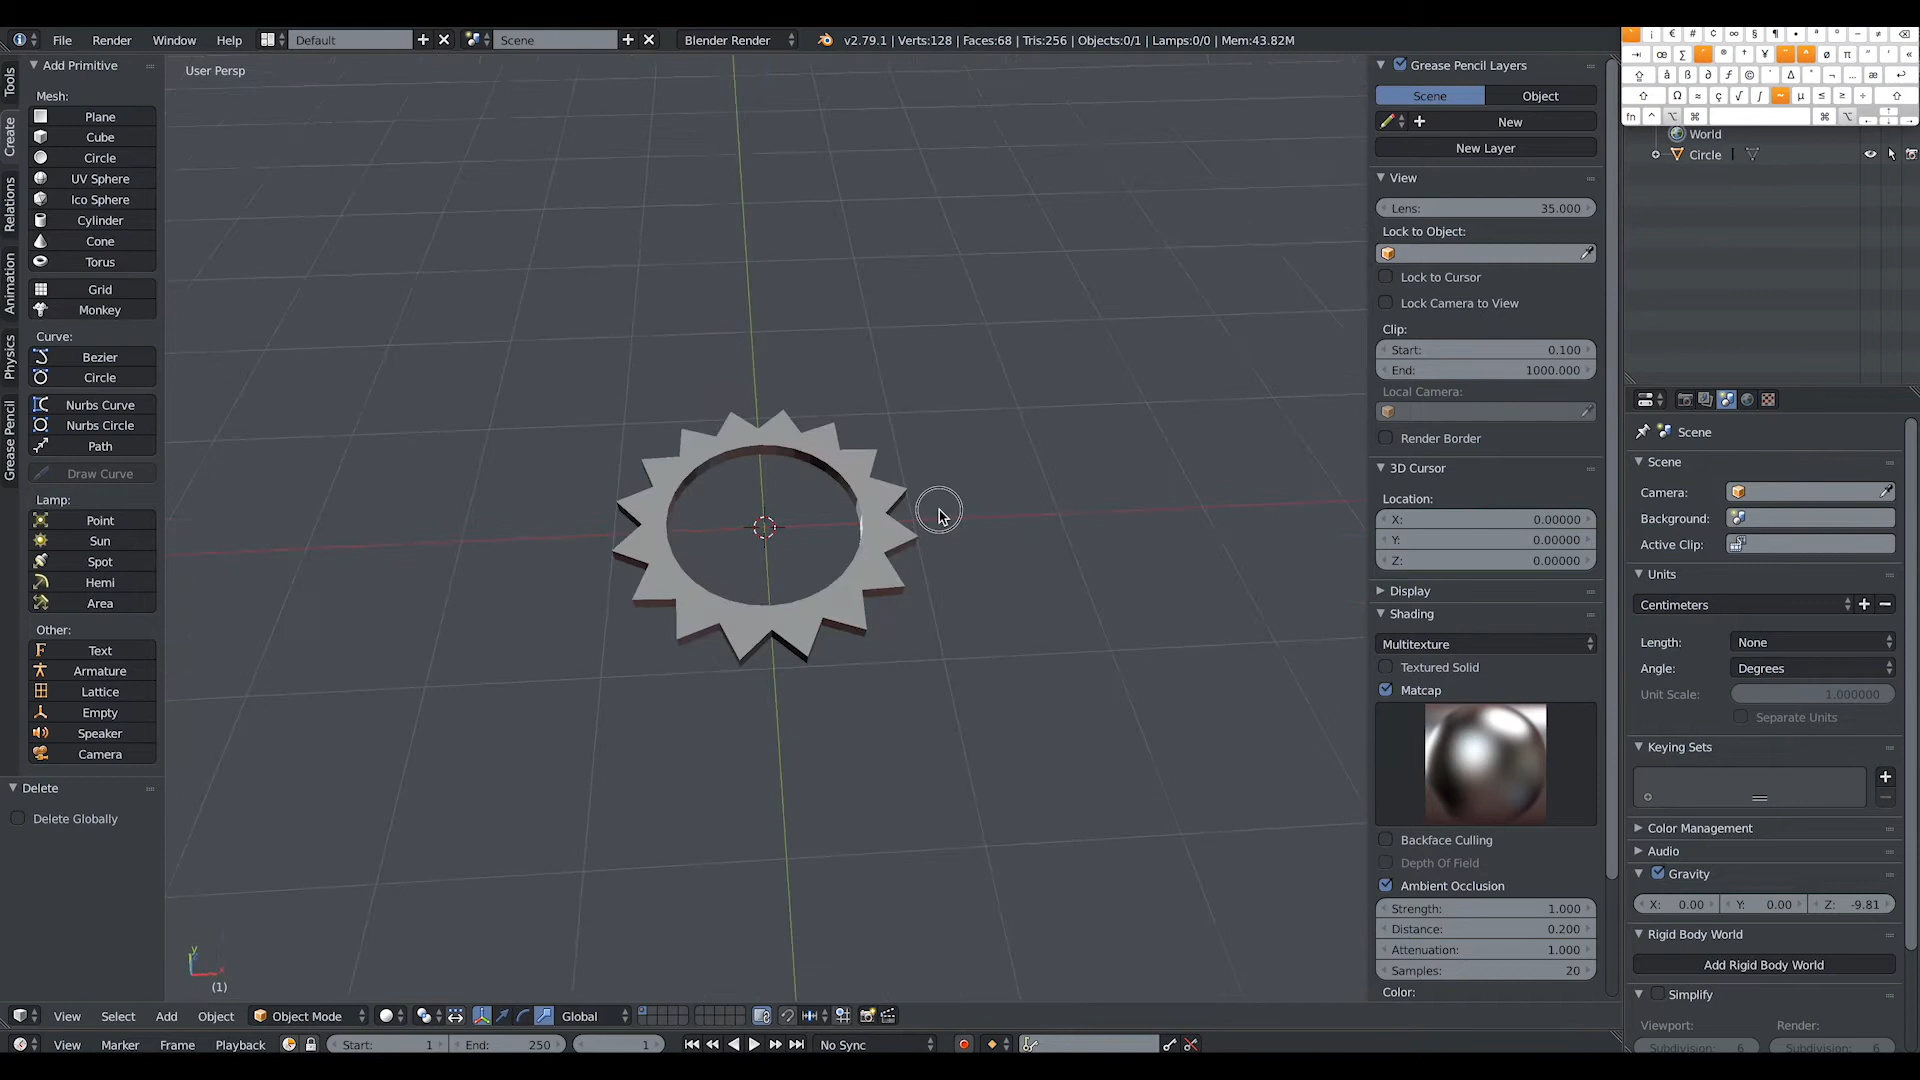 File Render Window Help Default Scene Blender Render v2.79.1 | Verts:128 | Faces:68 | Tris:256 | Objects:0/1 | Lamps:0/0 | Mem:43.82M
Tools
Create
Relations
Animation
Physics
Grease Pencil
Add Primitive
Mesh:
Plane
Cube
Circle
UV Sphere
Ico Sphere
Cylinder
Cone
Torus
Grid
Monkey
Curve:
Bezier
Circle
Nurbs Curve
Nurbs Circle
Path
Draw Curve
Lamp:
Point
Sun
Spot
Hemi
Area
Other:
Text
Armature
Lattice
Empty
Speaker
Camera
Delete
Delete Globally
User Persp
y
x
(1)
Grease Pencil Layers
Scene Object
New
New Layer
View
Lens: 35.000
Lock to Object:
Lock to Cursor
Lock Camera to View
Clip:
Start: 0.100
End: 1000.000
Local Camera:
Render Border
3D Cursor
Location:
X: 0.00000
Y: 0.00000
Z: 0.00000
Display
Shading
Multitexture
Textured Solid
Matcap
Backface Culling
Depth Of Field
Ambient Occlusion
Strength: 1.000
Distance: 0.200
Attenuation: 1.000
Samples: 20
Color:
fn
World
Circle
Scene
Scene
Camera:
Background:
Active Clip:
Units
Centimeters
Length: None
Angle: Degrees
Unit Scale: 1.000000
Separate Units
Keying Sets
Color Management
Audio
Gravity
X: 0.00 Y: 0.00 Z: -9.81
Rigid Body World
Add Rigid Body World
Simplify
Viewport: Render:
Subdivision: 6 Subdivision: 6
View Select Add Object Object Mode Global
View Marker Frame Playback Start: 1 End: 250 1 No Sync